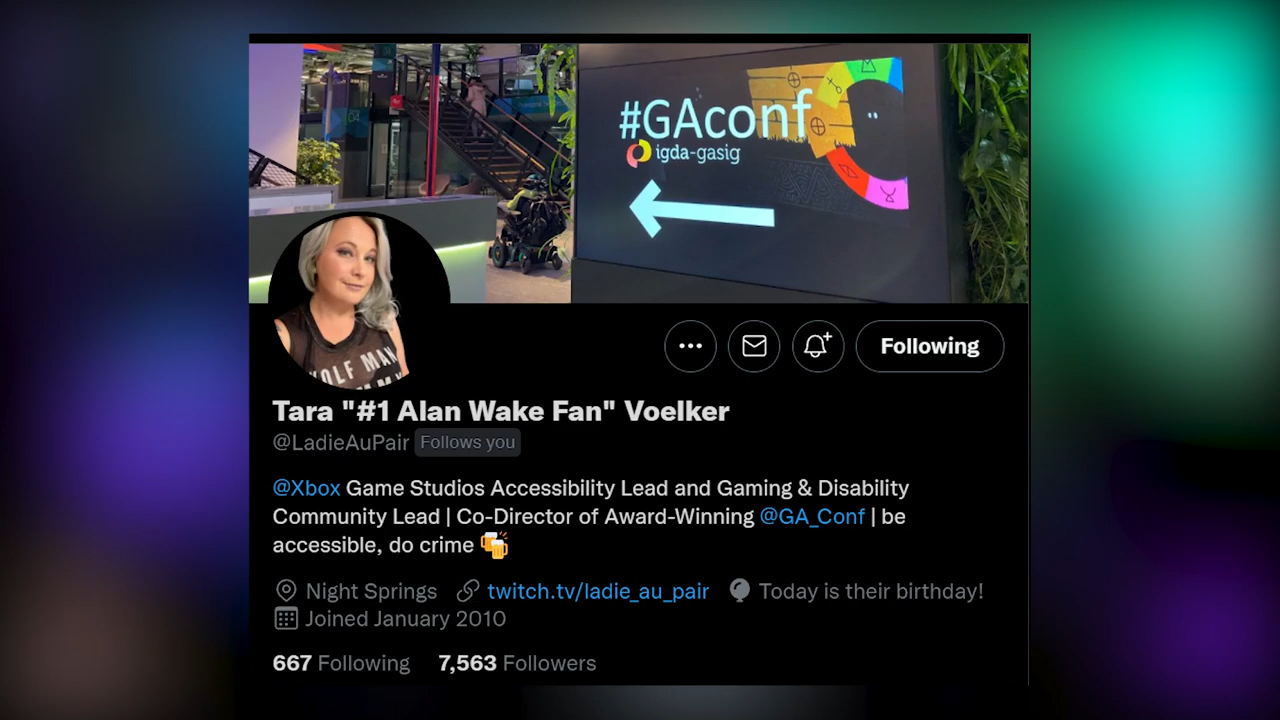 #GAconf
igda-gasig
Following
Tara "#1 Alan Wake Fan" Voelker
@LadieAuPair Follows you
@Xbox Game Studios Accessibility Lead and Gaming & Disability
Community Lead | Co-Director of Award-Winning @GA_Conf | be
accessible, do crime 🍻
Night Springs twitch.tv/ladie_au_pair Today is their birthday!
Joined January 2010
667 Following 7,563 Followers